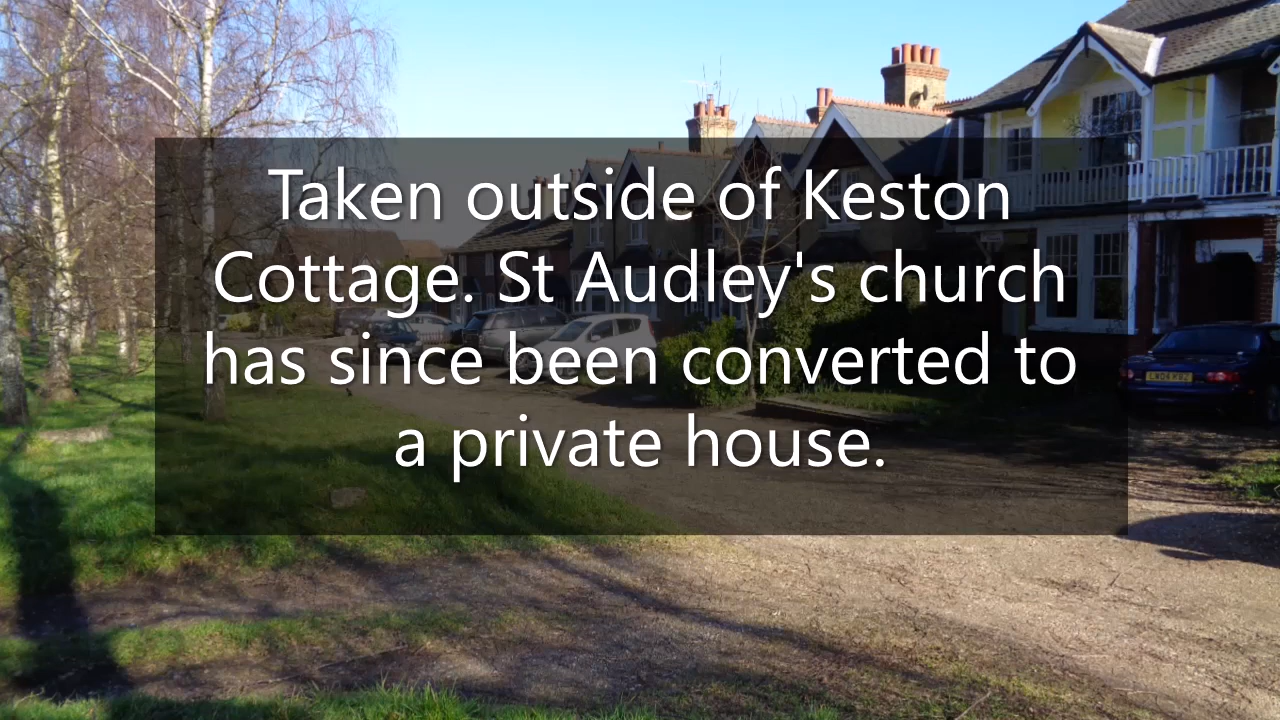 Taken outside of Keston
Cottage. St Audley's church
has since been converted to
a private house.